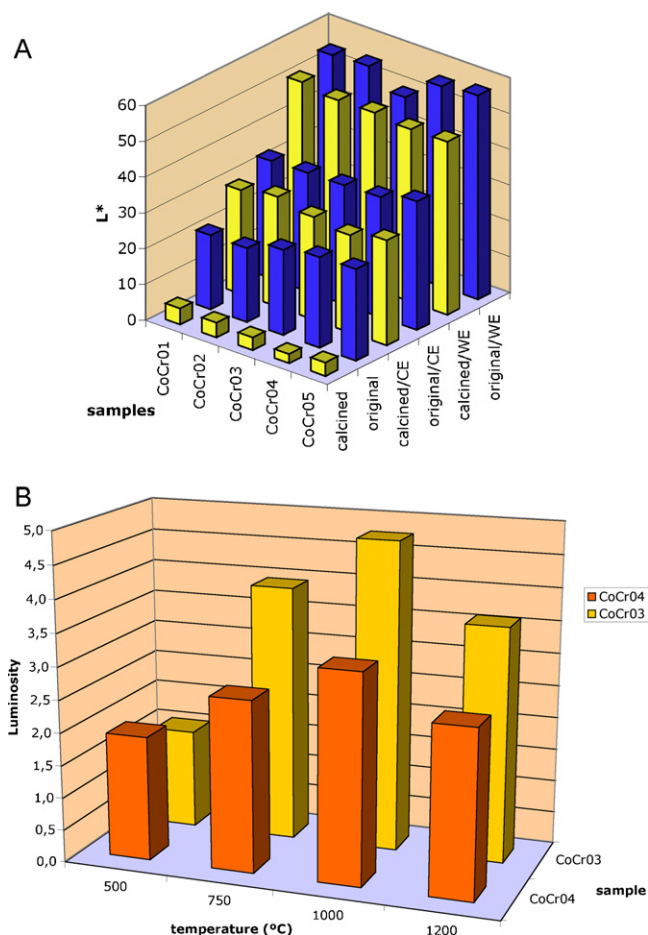 A
60
50
40
30
20
10
0
L*
samples
CoCr01
CoCr02
CoCr03
CoCr04
CoCr05
calcined
original
calcined/CE
original/CE
calcined/WE
original/WE
B
5,0
4,5
4,0
3,5
3,0
2,5
2,0
1,5
1,0
0,5
0,0
Luminosity
500
750
1000
1200
temperature (ºC)
CoCr04
CoCr03
sample
CoCr04
CoCr03